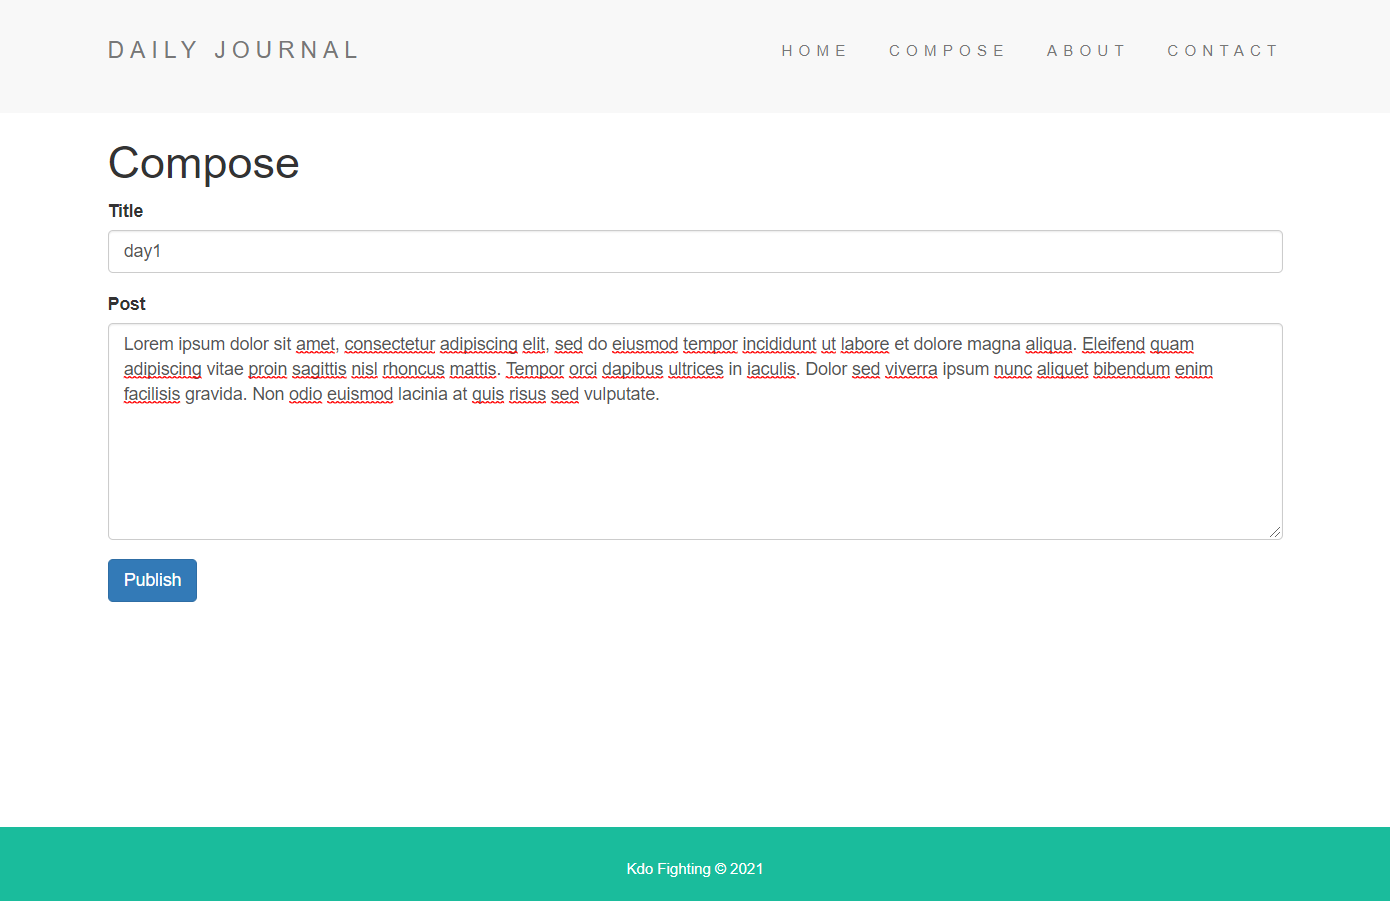 DAILY JOURNAL
HOME COMPOSE ABOUT CONTACT
Compose
Title
day1
Post
Lorem ipsum dolor sit amet, consectetur adipiscing elit, sed do eiusmod tempor incididunt ut labore et dolore magna aliqua. Eleifend quam
adipiscing vitae proin sagittis nisl rhoncus mattis. Tempor orci dapibus ultrices in iaculis. Dolor sed viverra ipsum nunc aliquet bibendum enim
facilisis gravida. Non odio euismod lacinia at quis risus sed vulputate.
Publish
Kdo Fighting © 2021